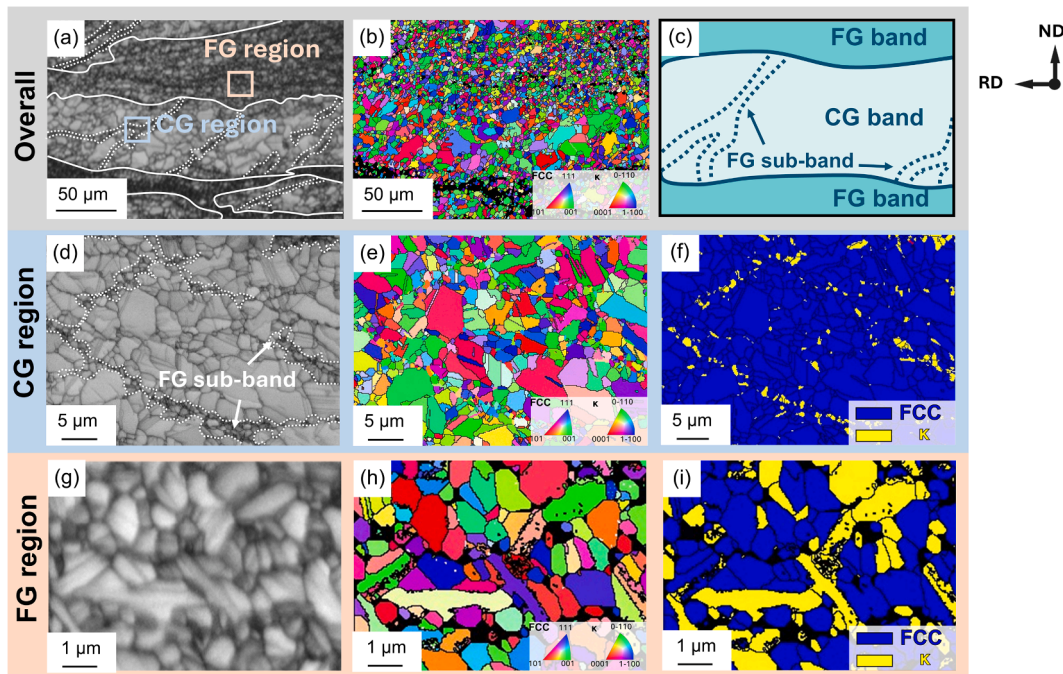 Overall
(a)
FG region
CG region
50 μm
(b)
50 μm
FCC 111 κ 0-110
101 001 0001 1-100
(c)
FG band
CG band
FG sub-band
FG band
ND
RD
CG region
(d)
FG sub-band
5 μm
(e)
5 μm
FCC 111 κ 0-110
101 001 0001 1-100
(f)
5 μm
FCC
κ
FG region
(g)
1 μm
(h)
1 μm
FCC 111 κ 0-110
101 001 0001 1-100
(i)
1 μm
FCC
κ